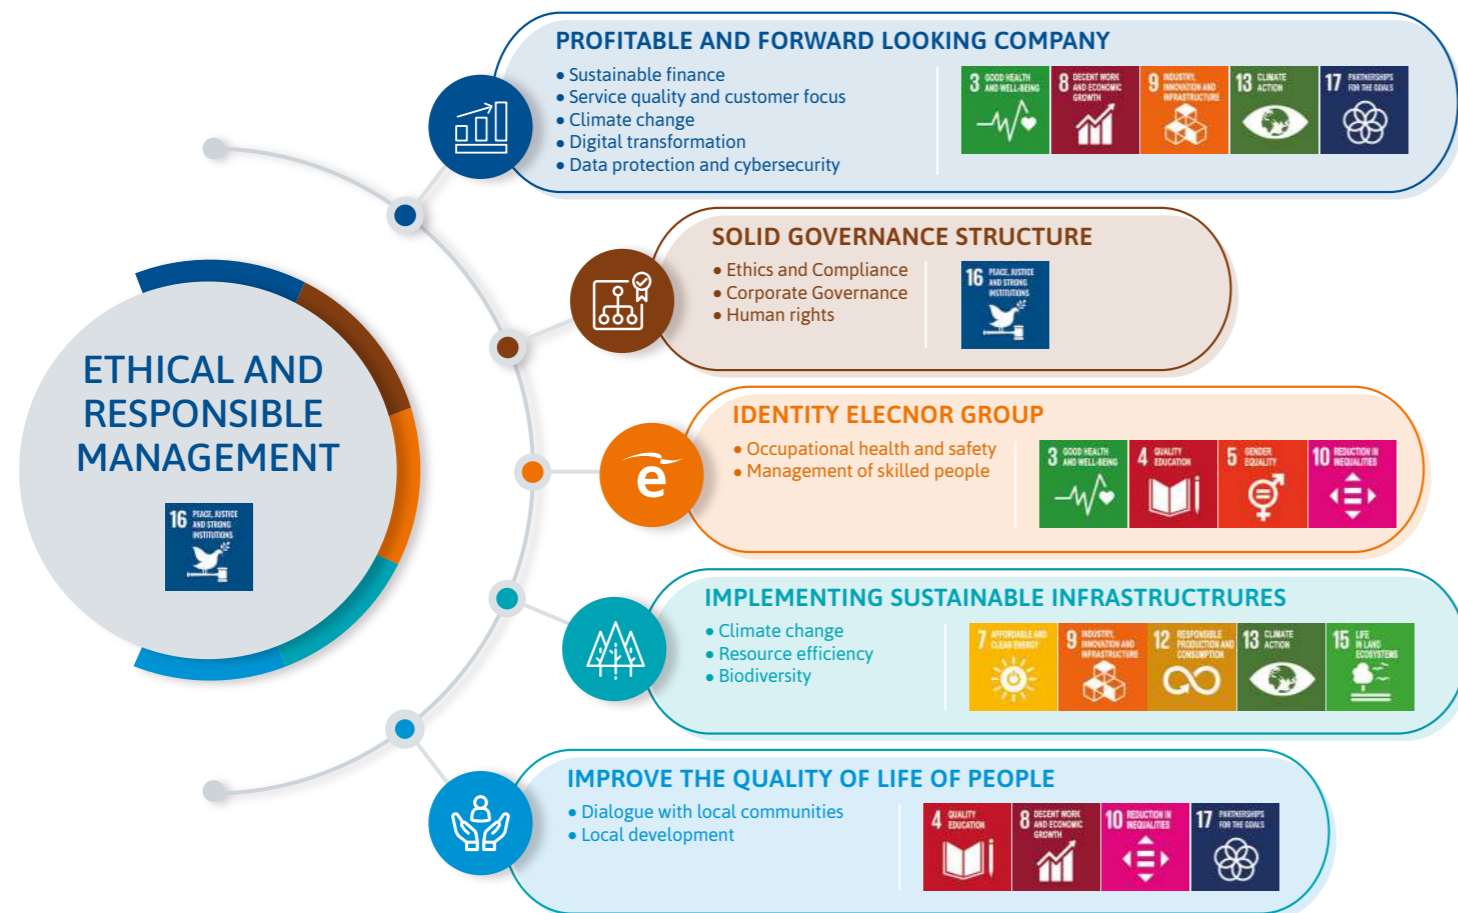 PROFITABLE AND FORWARD LOOKING COMPANY
• Sustainable finance
• Service quality and customer focus
• Climate change
• Digital transformation
• Data protection and cybersecurity
3 GOOD HEALTH
AND WELL-BEING
8 DECENT WORK
AND ECONOMIC
GROWTH
9 INDUSTRY,
INNOVATION AND
INFRASTRUCTURE
13 CLIMATE
ACTION
17 PARTNERSHIPS
FOR THE GOALS
SOLID GOVERNANCE STRUCTURE
• Ethics and Compliance
• Corporate Governance
• Human rights
16 PEACE, JUSTICE
AND STRONG
INSTITUTIONS
ETHICAL AND
RESPONSIBLE
MANAGEMENT
16 PEACE, JUSTICE
AND STRONG
INSTITUTIONS
e
IDENTITY ELECNOR GROUP
• Occupational health and safety
• Management of skilled people
3 GOOD HEALTH
AND WELL-BEING
4 QUALITY
EDUCATION
5 GENDER
EQUALITY
10 REDUCTION IN
INEQUALITIES
IMPLEMENTING SUSTAINABLE INFRASTRUCTRURES
• Climate change
• Resource efficiency
• Biodiversity
7 AFFORDABLE AND
CLEAN ENERGY
9 INDUSTRY,
INNOVATION AND
INFRASTRUCTURE
12 RESPONSIBLE
PRODUCTION AND
CONSUMPTION
13 CLIMATE
ACTION
15 LIFE
IN LAND
ECOSYSTEMS
IMPROVE THE QUALITY OF LIFE OF PEOPLE
• Dialogue with local communities
• Local development
4 QUALITY
EDUCATION
8 DECENT WORK
AND ECONOMIC
GROWTH
10 REDUCTION IN
INEQUALITIES
17 PARTNERSHIPS
FOR THE GOALS